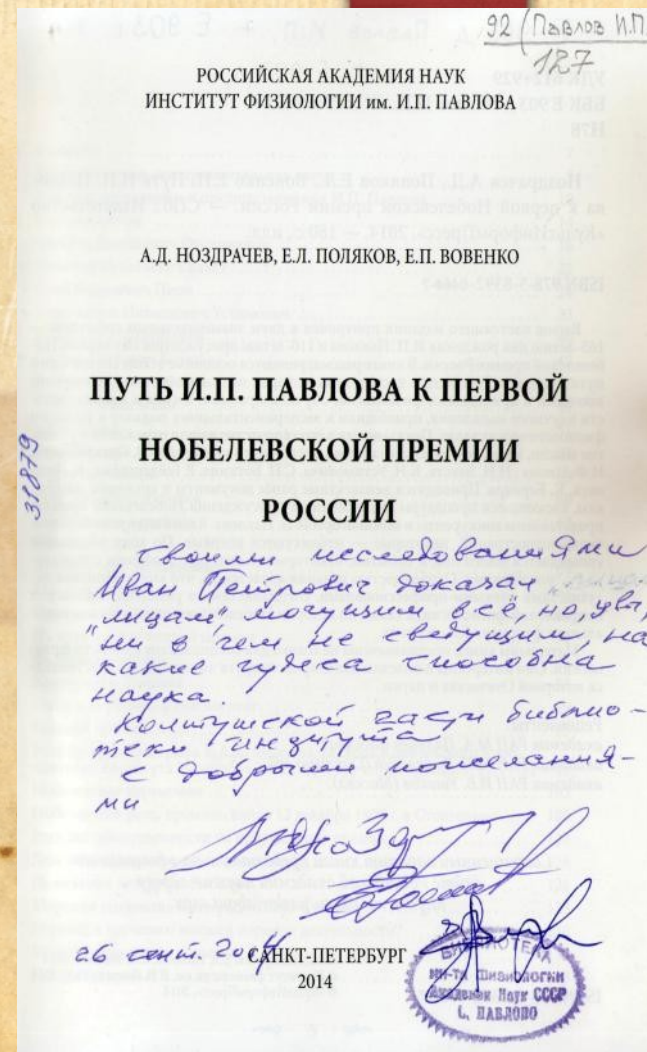 92 (Павлов И.П.)
127
РОССИЙСКАЯ АКАДЕМИЯ НАУК
ИНСТИТУТ ФИЗИОЛОГИИ им. И.П. ПАВЛОВА
А.Д. НОЗДРАЧЕВ, Е.Л. ПОЛЯКОВ, Е.П. ВОВЕНКО
ПУТЬ И.П. ПАВЛОВА К ПЕРВОЙ
НОБЕЛЕВСКОЙ ПРЕМИИ
РОССИИ
31879
Своими исследованиями
Иван Петрович доказал
"лицам", могущим всё, но, увы,
ни в чем не сведущим, на
какие чудеса способна
наука.
Колтушской части библио-
теки института
С добрыми пожелания-
ми
26 сент. 2014
САНКТ-ПЕТЕРБУРГ
2014
БИБЛИОТЕКА
ин-та Физиологии
Академии Наук СССР
с. ПАВЛОВО